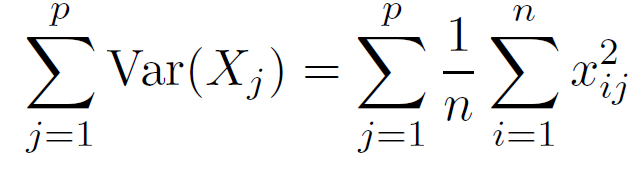 \sum_{j=1}^{p} \mathrm{Var}(X_j) = \sum_{j=1}^{p} \frac{1}{n} \sum_{i=1}^{n} x_{ij}^2